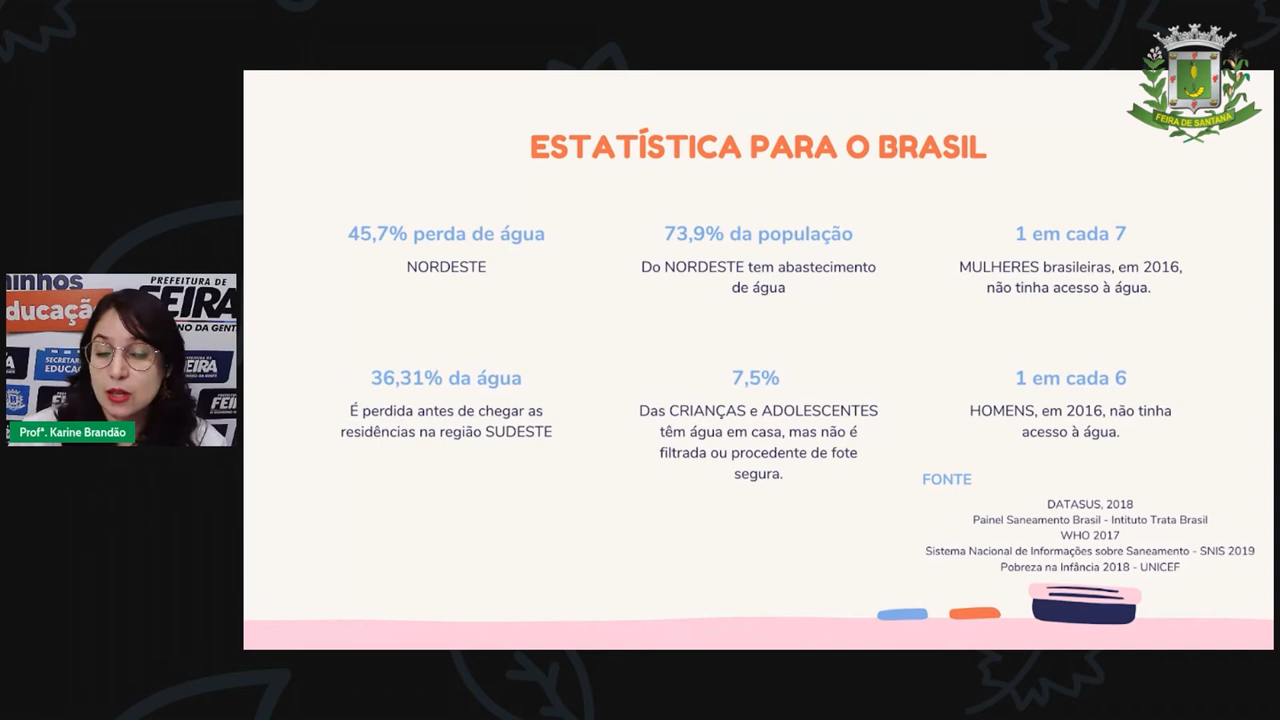 ESTATÍSTICA PARA O BRASIL
FEIRA DE SANTANA
45,7% perda de água
NORDESTE
73,9% da população
Do NORDESTE tem abastecimento
de água
1 em cada 7
MULHERES brasileiras, em 2016,
não tinha acesso à água.
36,31% da água
É perdida antes de chegar as
residências na região SUDESTE
7,5%
Das CRIANÇAS e ADOLESCENTES
têm água em casa, mas não é
filtrada ou procedente de fote
segura.
1 em cada 6
HOMENS, em 2016, não tinha
acesso à água.
FONTE
DATASUS, 2018
Painel Saneamento Brasil - Intituto Trata Brasil
WHO 2017
Sistema Nacional de Informações sobre Saneamento - SNIS 2019
Pobreza na Infância 2018 - UNICEF
PREFEITURA DE
FEIRA
Profª. Karine Brandão